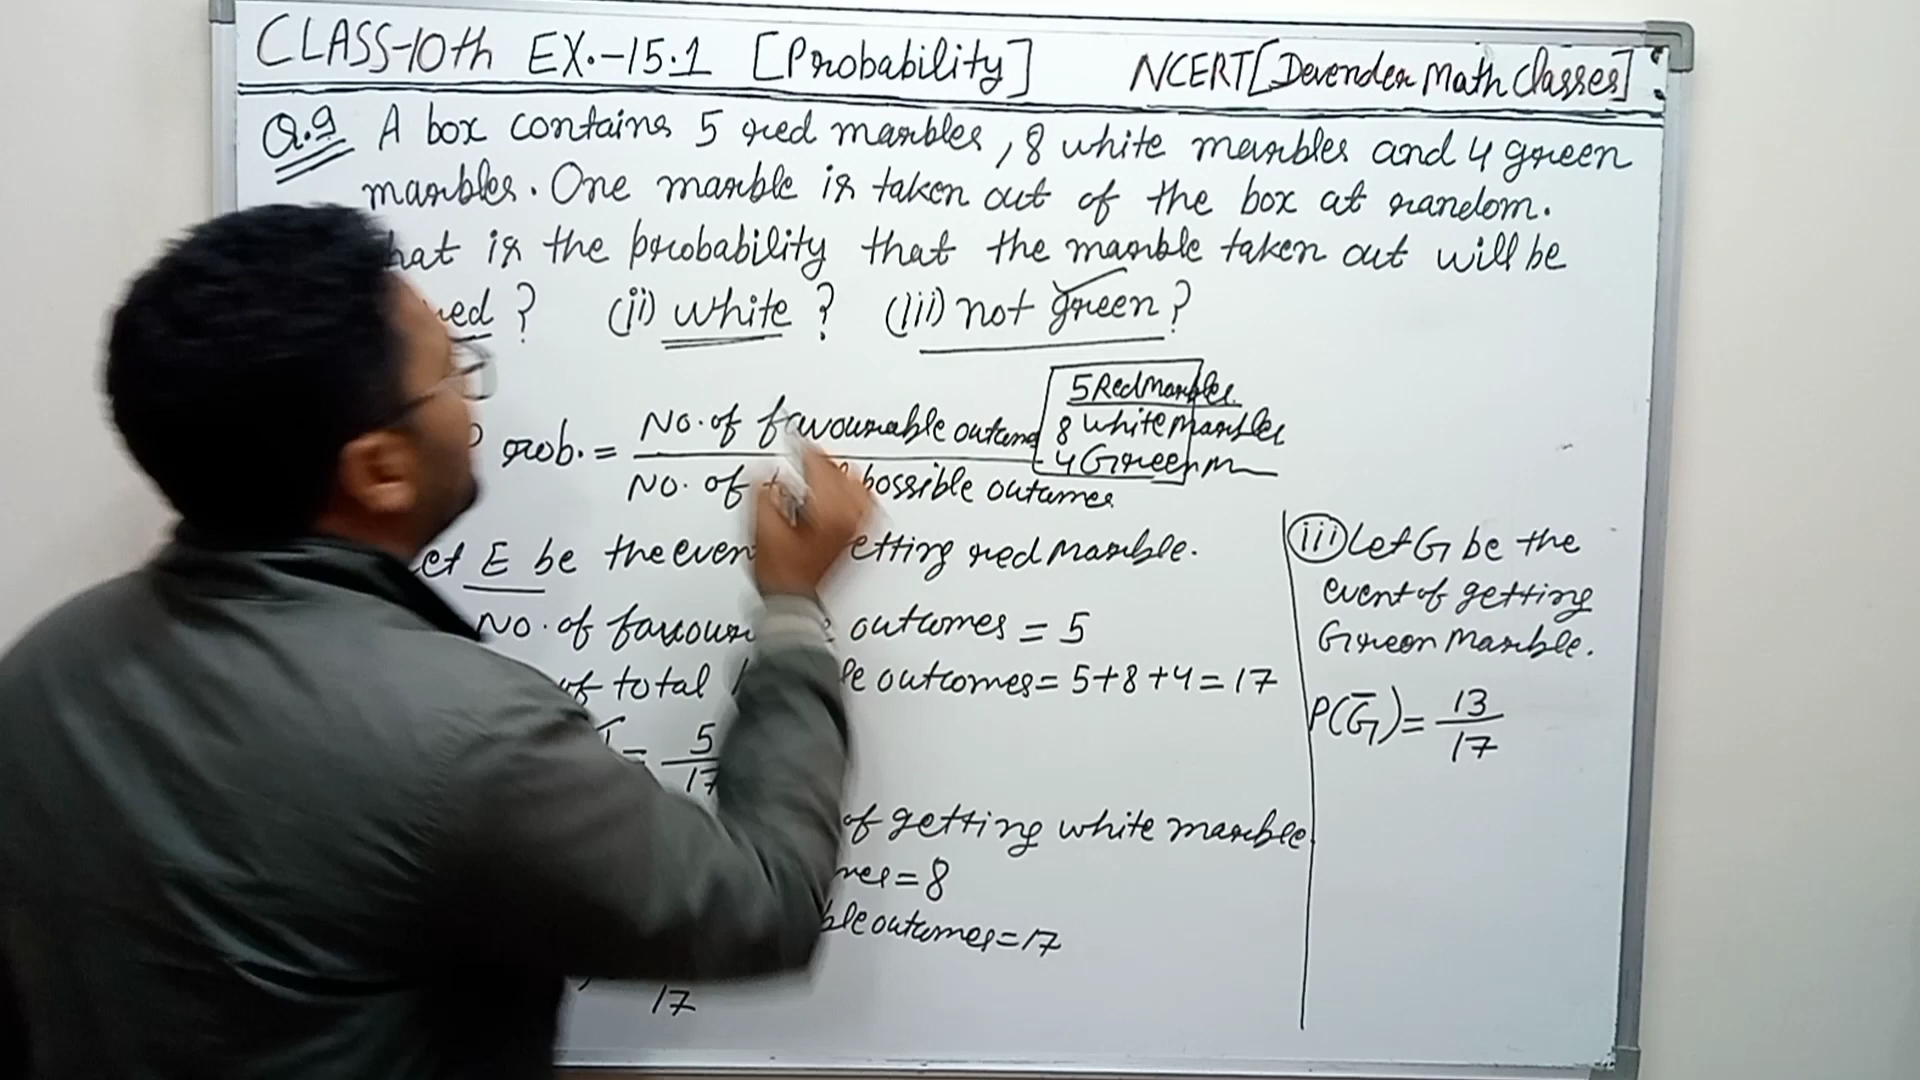 CLASS-10th EX.-15.1 [Probability] NCERT [Devender Math Classes]
Q.9 A box contains 5 red marbles, 8 white marbles and 4 green
marbles. One marble is taken out of the box at random.
hat is the probability that the marble taken out will be
red? (ii) white? (iii) not green?
5 Red Marbles
8 white marbles
4 Green m
prob. = No. of favourable outcome
No. of possible outcomes
Let E be the even etting red marble.
No. of favour outcomes = 5
of total le outcomes = 5+8+4=17
= 5
17
of getting white marble
mes = 8
ble outcomes = 17
17
(iii) Let G be the
event of getting
Green Marble.
P(G̅) = 13
17